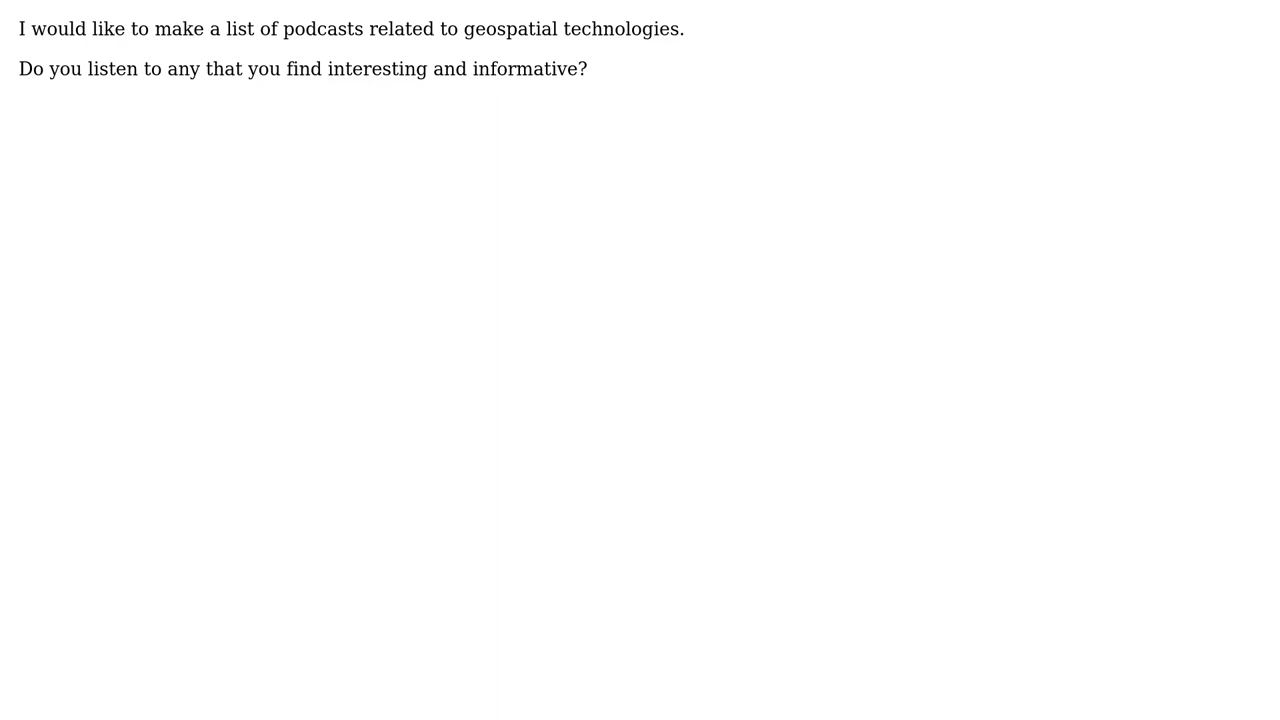 I would like to make a list of podcasts related to geospatial technologies.
Do you listen to any that you find interesting and informative?